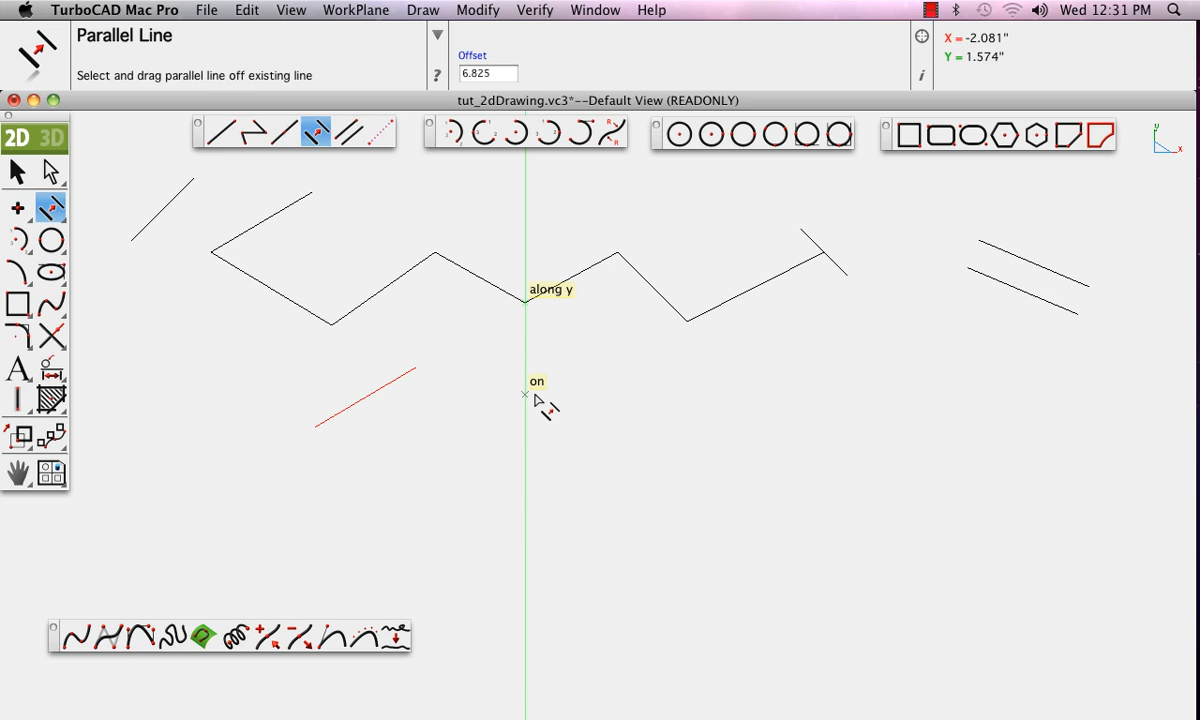 TurboCAD Mac Pro File Edit View WorkPlane Draw Modify Verify Window Help Wed 12:31 PM
Parallel Line
Select and drag parallel line off existing line
?
Offset
6.825
i
X = -2.081"
Y = 1.574"
tut_2dDrawing.vc3*--Default View (READONLY)
2D 3D
y
x
along y
on
A